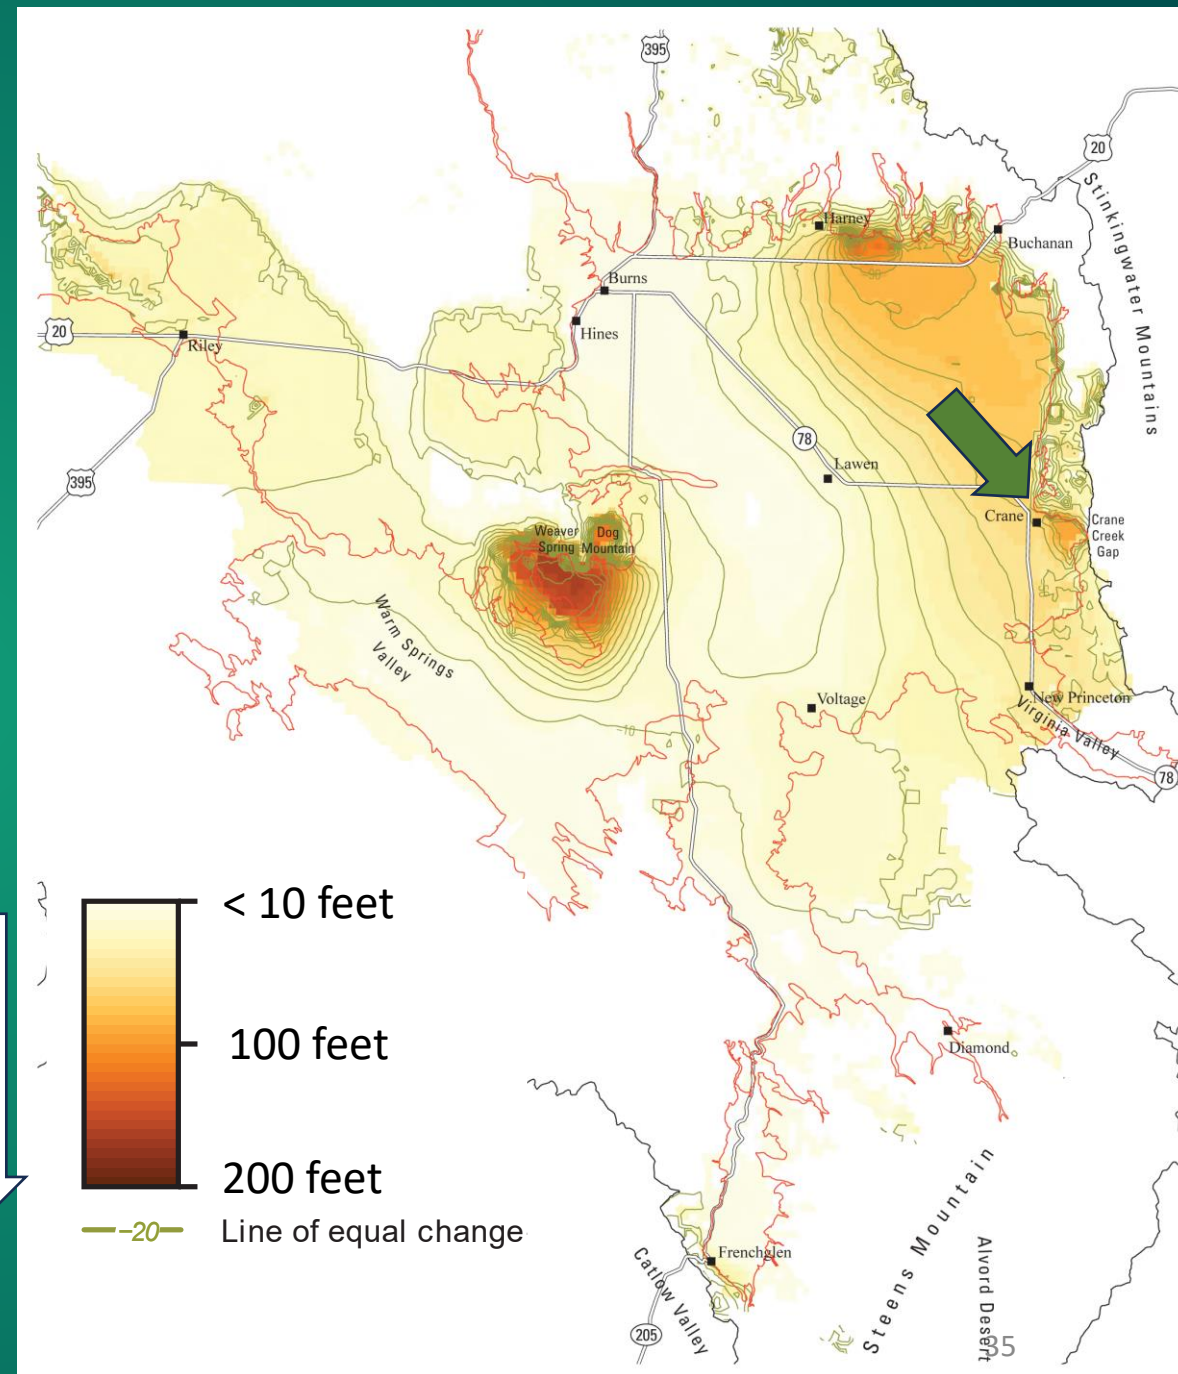 395
20
Stinkingwater Mountains
Harney
Buchanan
Burns
20
Hines
Riley
78
Lawen
395
Crane
Crane
Creek
Gap
Weaver
Spring
Dog
Mountain
Warm Springs
Valley
Voltage
New Princeton
-10
Virginia Valley
78
< 10 feet
100 feet
Diamond
200 feet
-20
Line of equal change
Frenchglen
Catlow Valley
Steens Mountain
Alvord Desert
205
35